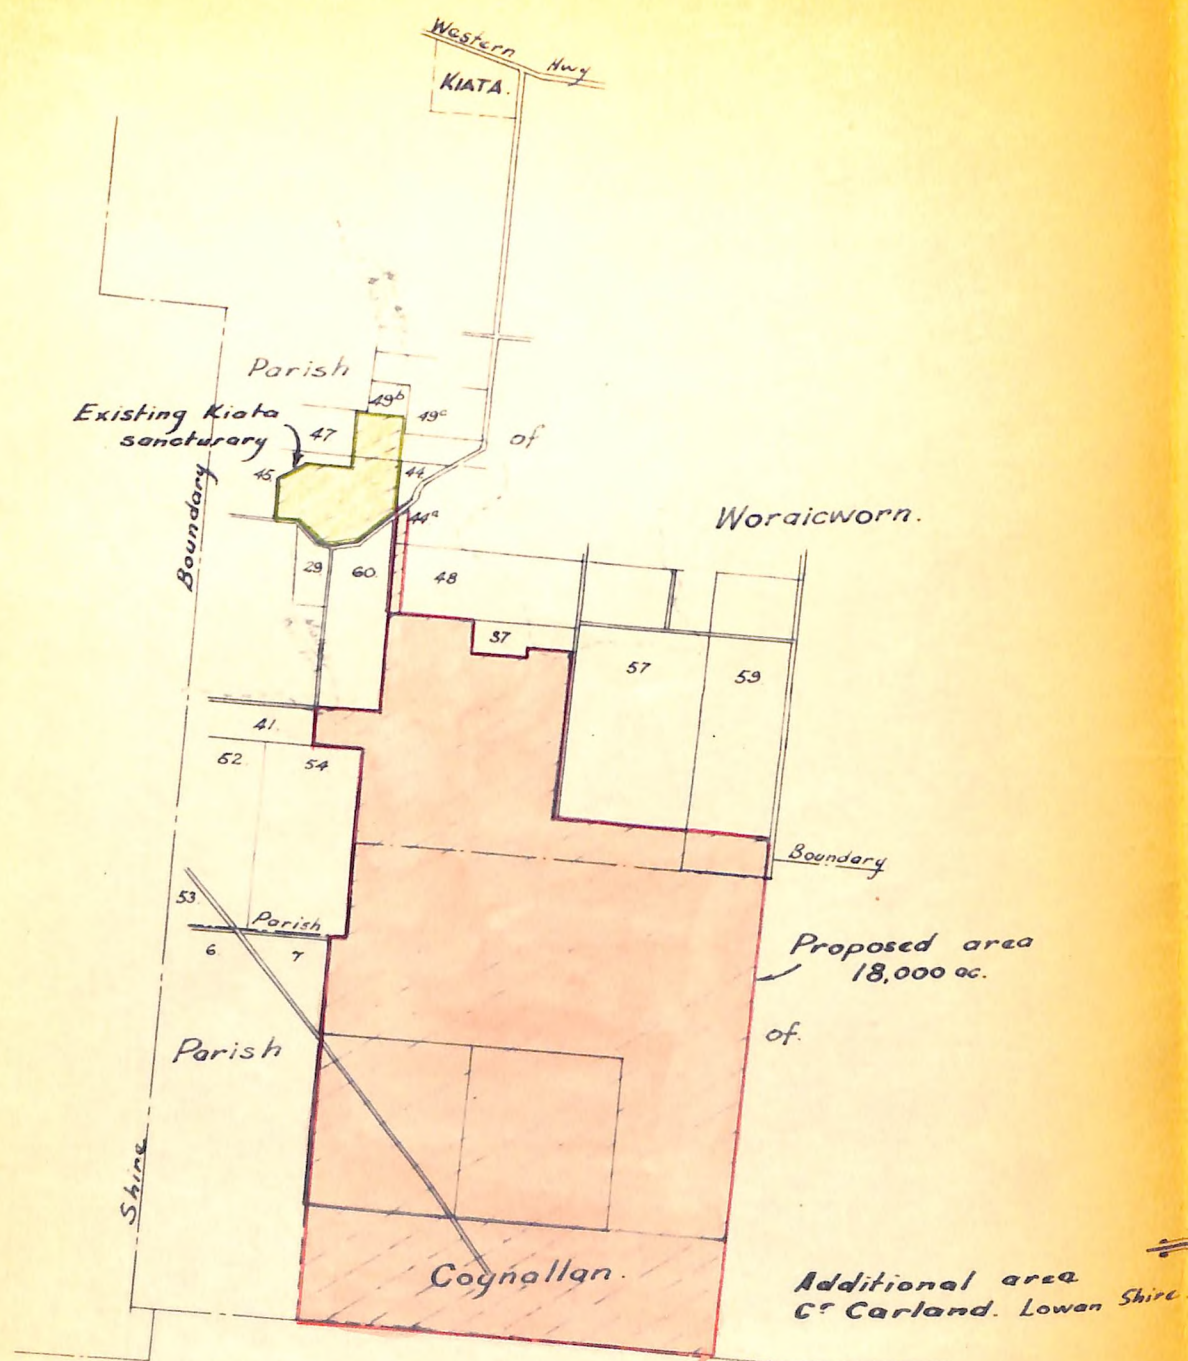 Western Hwy
KIATA.
Parish
49b
Existing Kiata
sancturary
47
49c
of
45
44
44a
Woraicworn.
Boundary
29
60.
48
37
57
59
41.
52
54
Boundary
53.
Parish
6.
7
Proposed area
18,000 ac.
of.
Parish
Shire
Coynallan.
Additional area
Cr Carland. Lowan Shire